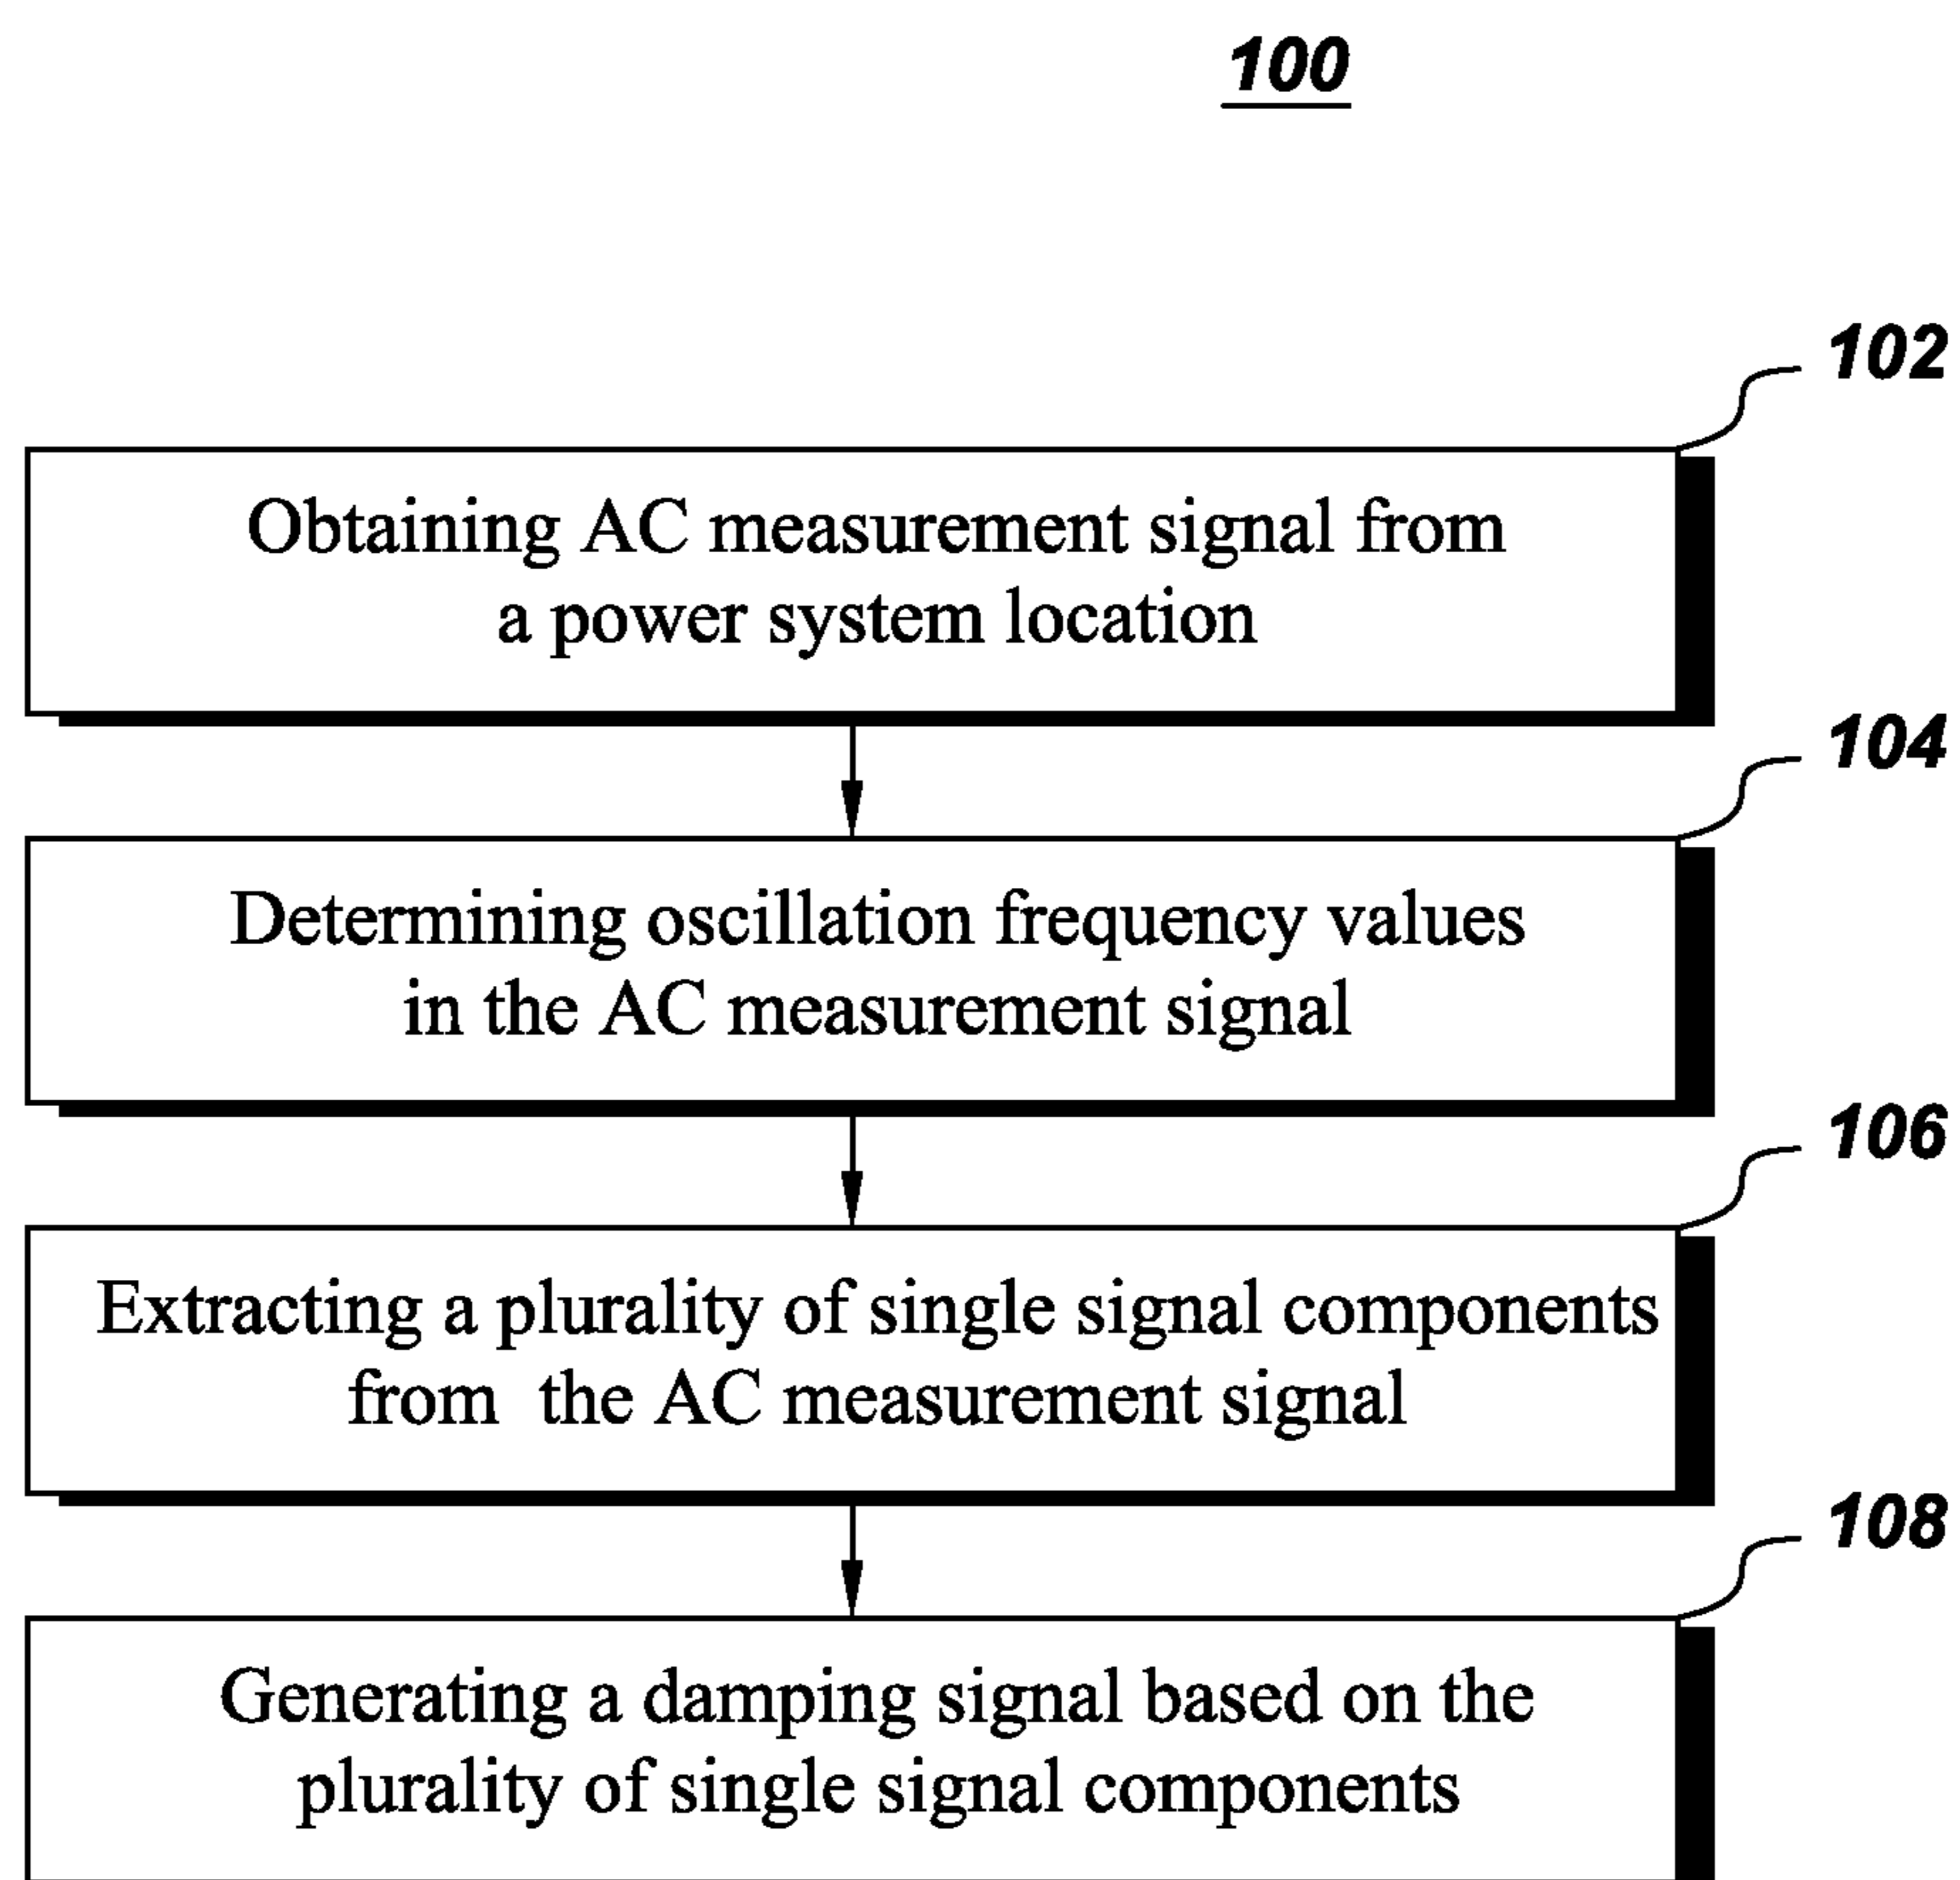 100
102
Obtaining AC measurement signal from
a power system location
104
Determining oscillation frequency values
in the AC measurement signal
106
Extracting a plurality of single signal components
from the AC measurement signal
108
Generating a damping signal based on the
plurality of single signal components